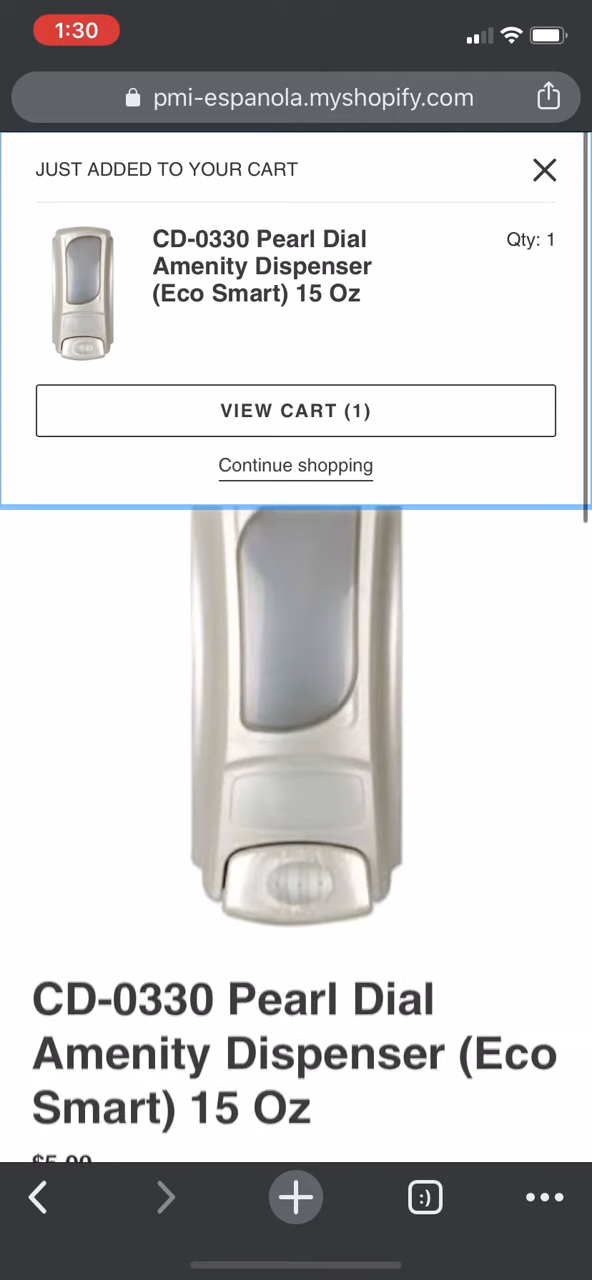 1:30
pmi-espanola.myshopify.com
JUST ADDED TO YOUR CART
CD-0330 Pearl Dial
Amenity Dispenser
(Eco Smart) 15 Oz
Qty: 1
VIEW CART (1)
Continue shopping
CD-0330 Pearl Dial
Amenity Dispenser (Eco
Smart) 15 Oz
$5.00
:)